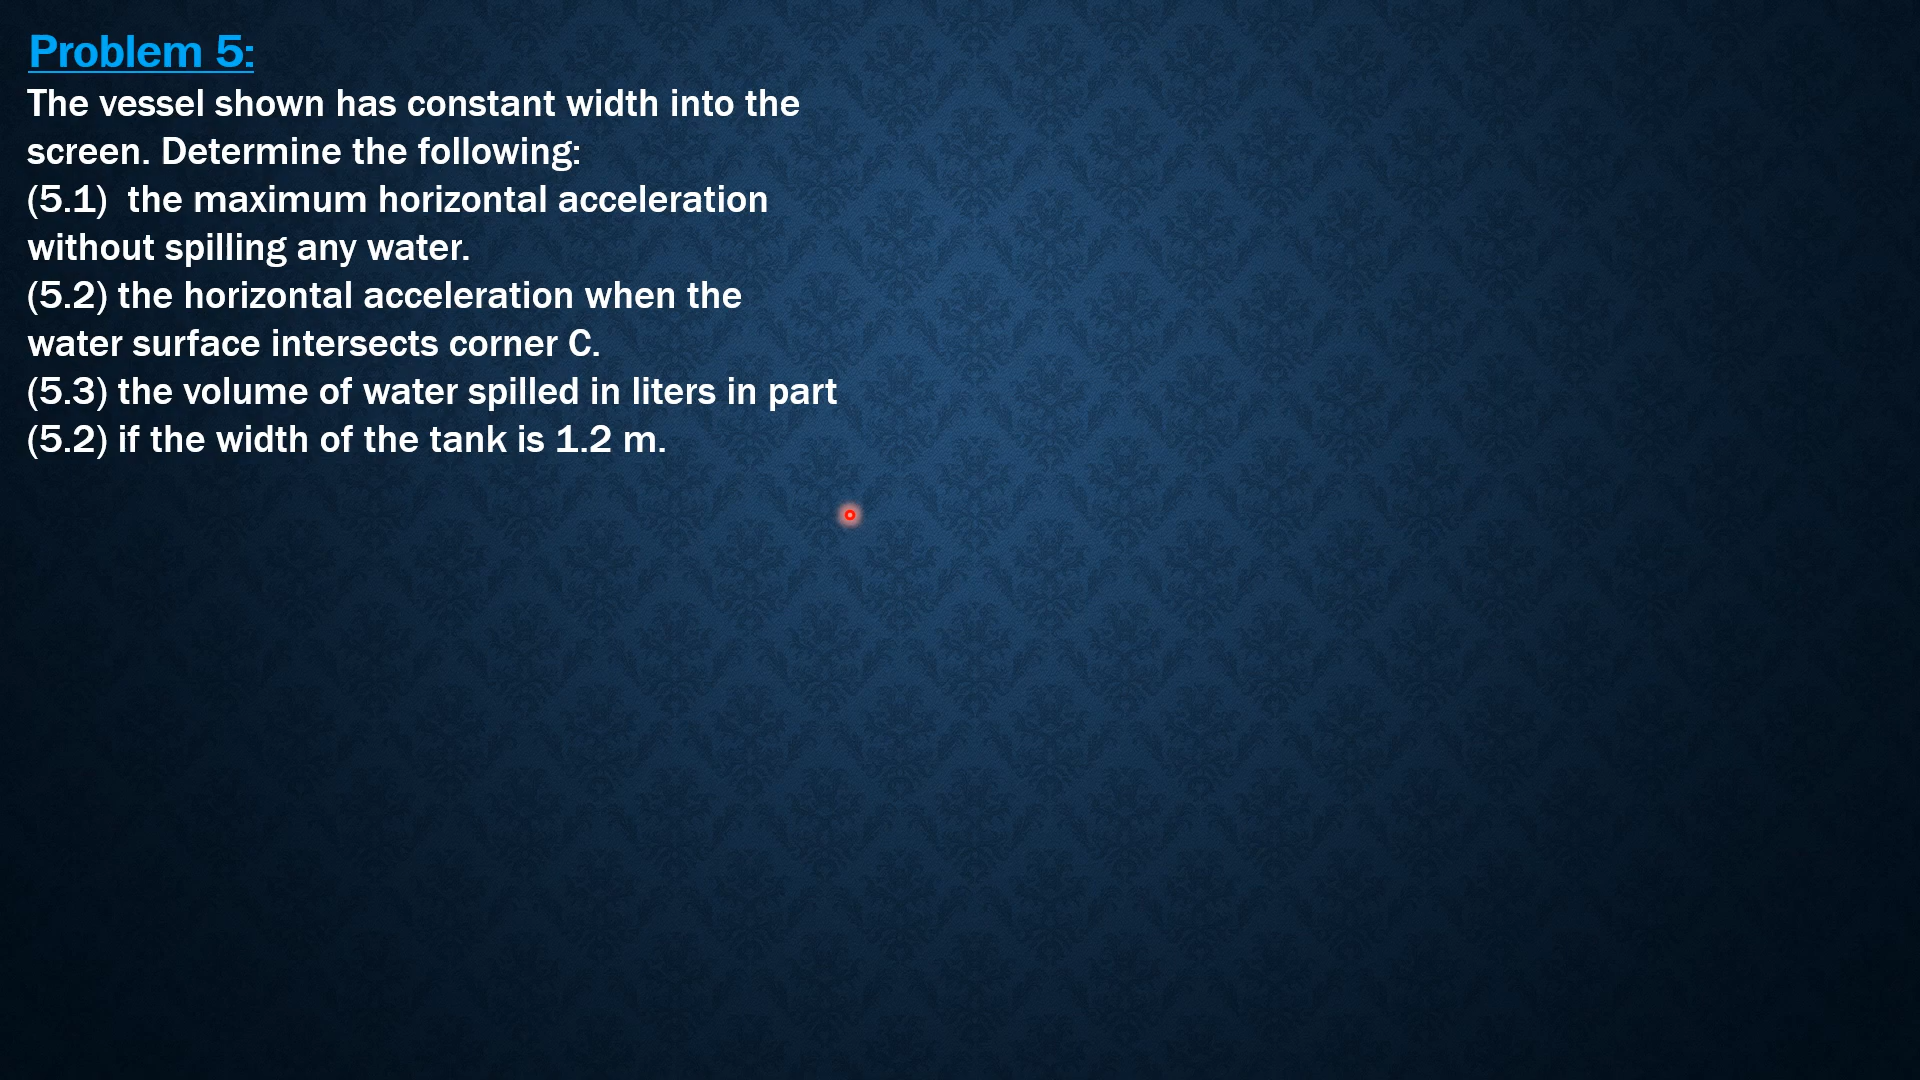 Problem 5:
The vessel shown has constant width into the
screen. Determine the following:
(5.1)  the maximum horizontal acceleration
without spilling any water.
(5.2) the horizontal acceleration when the
water surface intersects corner C.
(5.3) the volume of water spilled in liters in part
(5.2) if the width of the tank is 1.2 m.